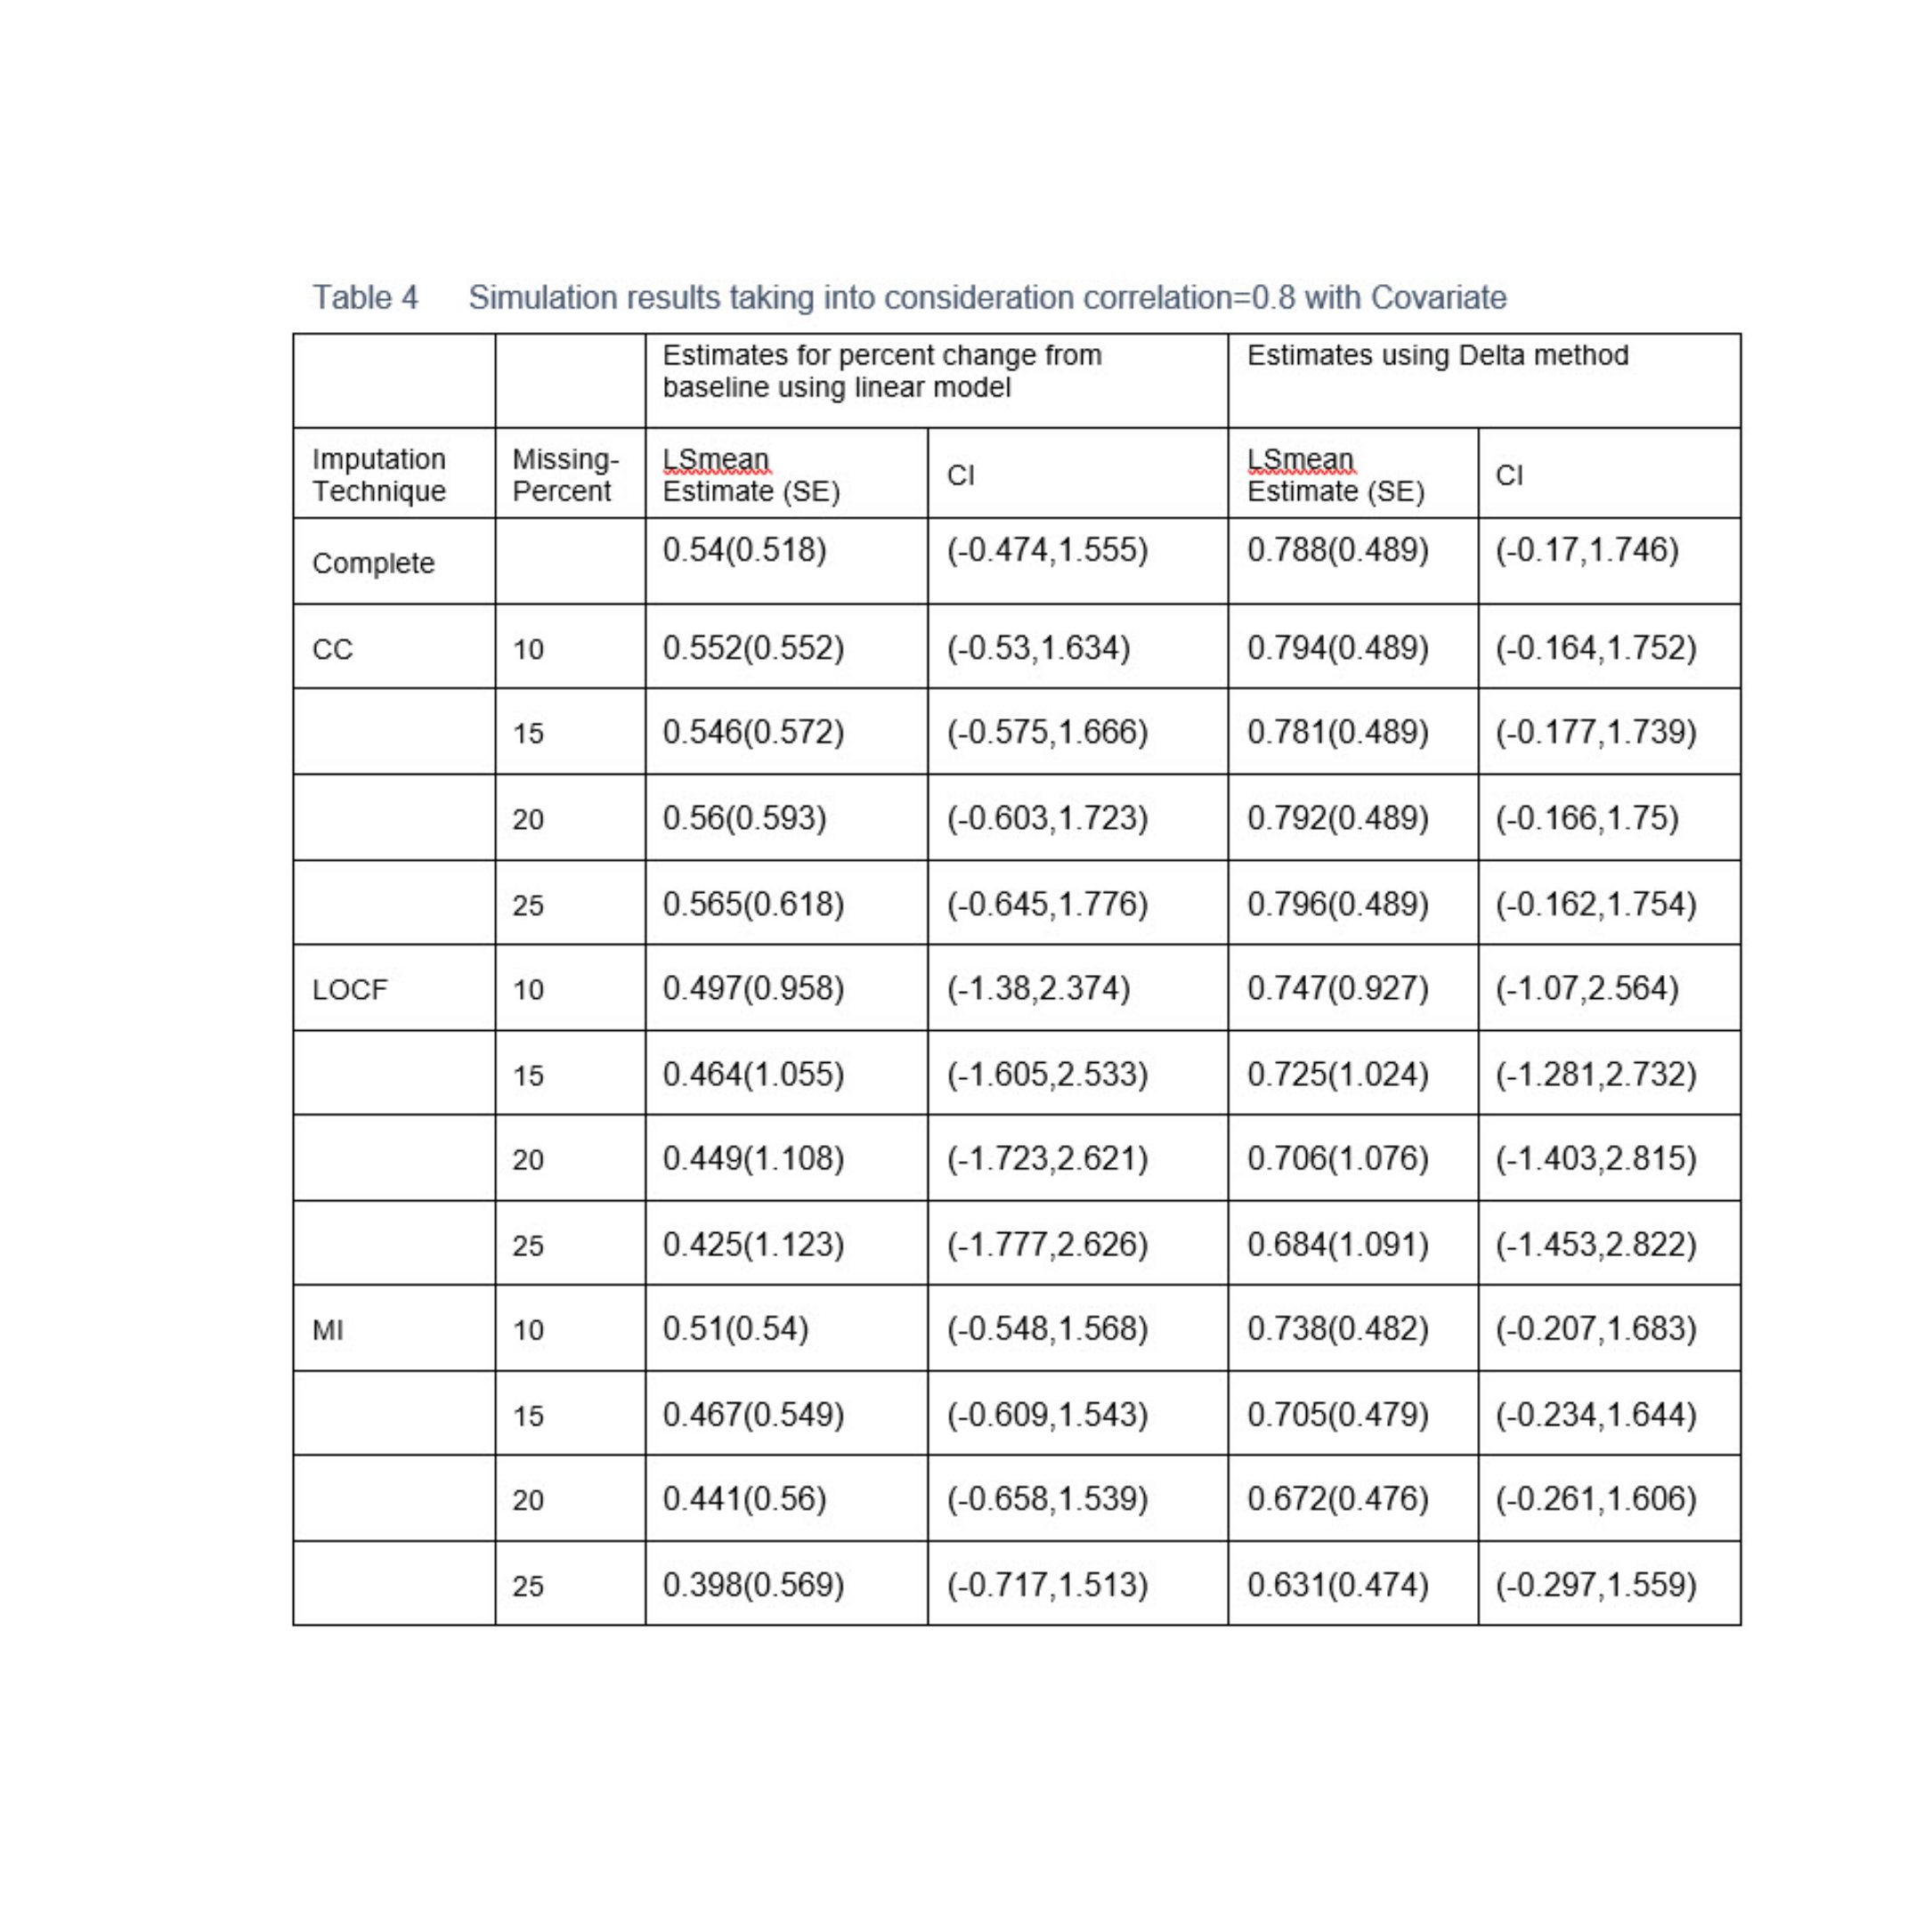 Table 4 Simulation results taking into consideration correlation=0.8 with Covariate
Estimates for percent change from
baseline using linear model
Estimates using Delta method
Imputation
Technique
Missing-
Percent
LSmean
Estimate (SE)
CI
LSmean
Estimate (SE)
CI
Complete 0.54(0.518) (-0.474,1.555) 0.788(0.489) (-0.17,1.746)
CC 10 0.552(0.552) (-0.53,1.634) 0.794(0.489) (-0.164,1.752)
15 0.546(0.572) (-0.575,1.666) 0.781(0.489) (-0.177,1.739)
20 0.56(0.593) (-0.603,1.723) 0.792(0.489) (-0.166,1.75)
25 0.565(0.618) (-0.645,1.776) 0.796(0.489) (-0.162,1.754)
LOCF 10 0.497(0.958) (-1.38,2.374) 0.747(0.927) (-1.07,2.564)
15 0.464(1.055) (-1.605,2.533) 0.725(1.024) (-1.281,2.732)
20 0.449(1.108) (-1.723,2.621) 0.706(1.076) (-1.403,2.815)
25 0.425(1.123) (-1.777,2.626) 0.684(1.091) (-1.453,2.822)
MI 10 0.51(0.54) (-0.548,1.568) 0.738(0.482) (-0.207,1.683)
15 0.467(0.549) (-0.609,1.543) 0.705(0.479) (-0.234,1.644)
20 0.441(0.56) (-0.658,1.539) 0.672(0.476) (-0.261,1.606)
25 0.398(0.569) (-0.717,1.513) 0.631(0.474) (-0.297,1.559)